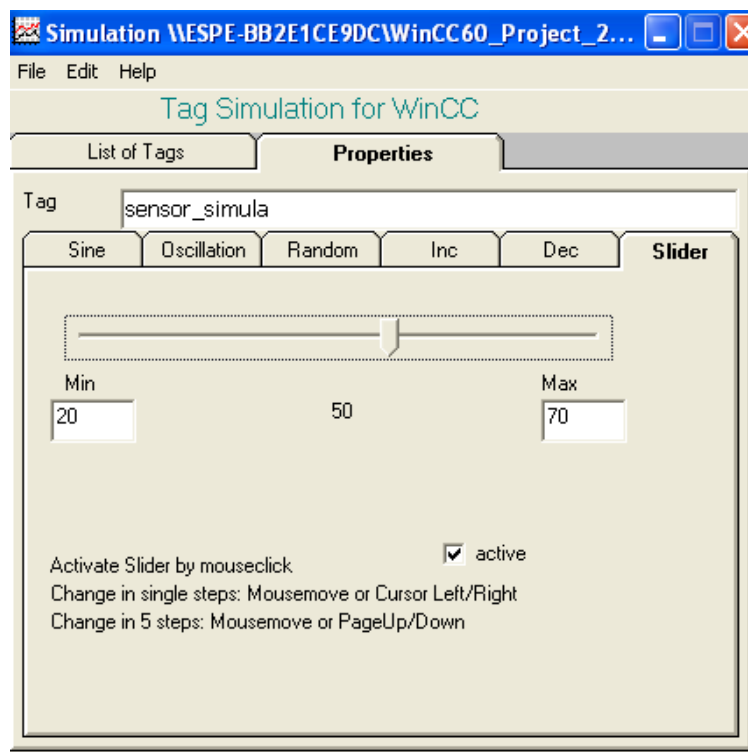 Simulation \\ESPE-BB2E1CE9DC\WinCC60_Project_2...
File Edit Help
Tag Simulation for WinCC
List of Tags Properties
Tag sensor_simula
Sine Oscillation Random Inc Dec Slider
Min Max
20 50 70
active
Activate Slider by mouseclick
Change in single steps: Mousemove or Cursor Left/Right
Change in 5 steps: Mousemove or PageUp/Down